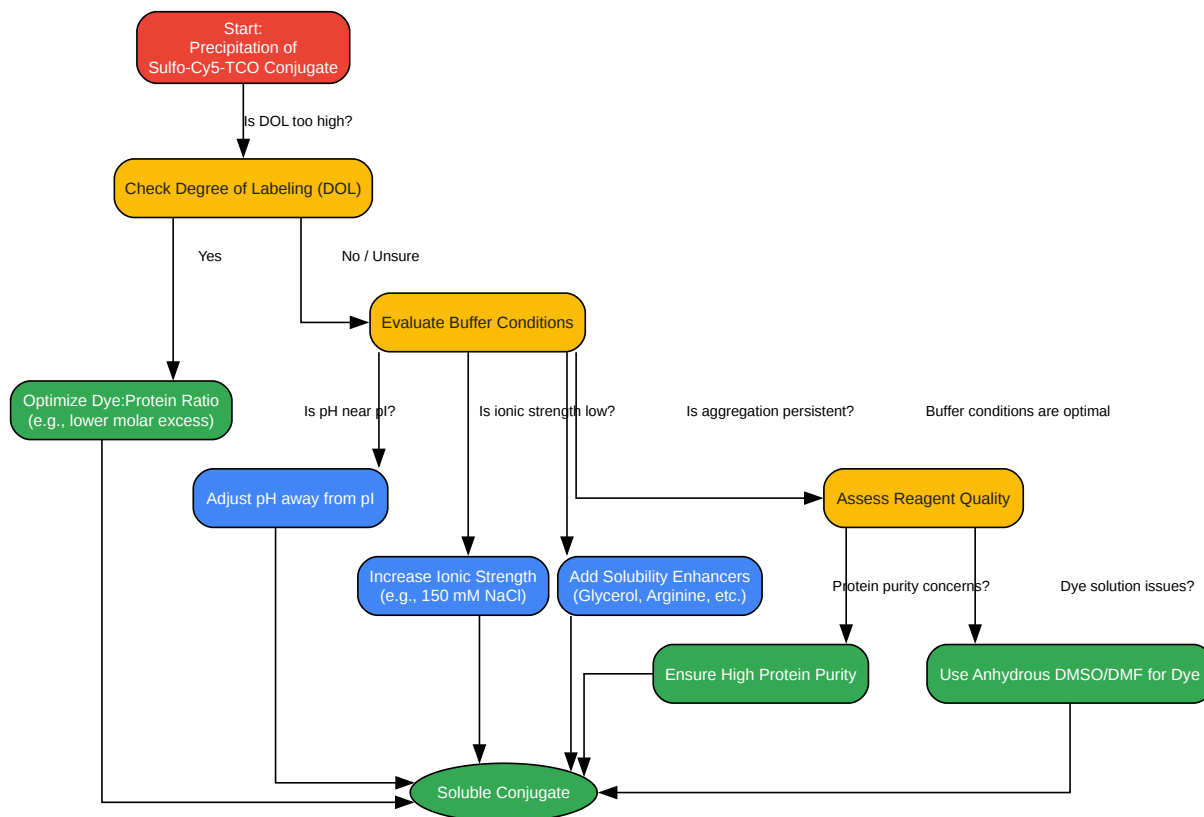 Start:
Precipitation of
Sulfo-Cy5-TCO Conjugate
Is DOL too high?
Check Degree of Labeling (DOL)
Yes
No / Unsure
Evaluate Buffer Conditions
Optimize Dye:Protein Ratio
(e.g., lower molar excess)
Is pH near pI?
Is ionic strength low?
Is aggregation persistent?
Buffer conditions are optimal
Adjust pH away from pI
Assess Reagent Quality
Increase Ionic Strength
(e.g., 150 mM NaCl)
Add Solubility Enhancers
(Glycerol, Arginine, etc.)
Protein purity concerns?
Dye solution issues?
Ensure High Protein Purity
Use Anhydrous DMSO/DMF for Dye
Soluble Conjugate